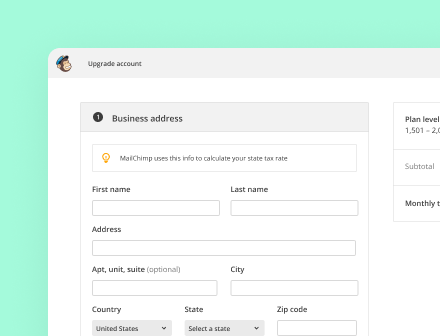 Upgrade account
1 Business address
MailChimp uses this info to calculate your state tax rate
First name Last name
Address
Apt, unit, suite (optional) City
Country State Zip code
United States Select a state
Plan level
1,501 – 2,0
Subtotal
Monthly t